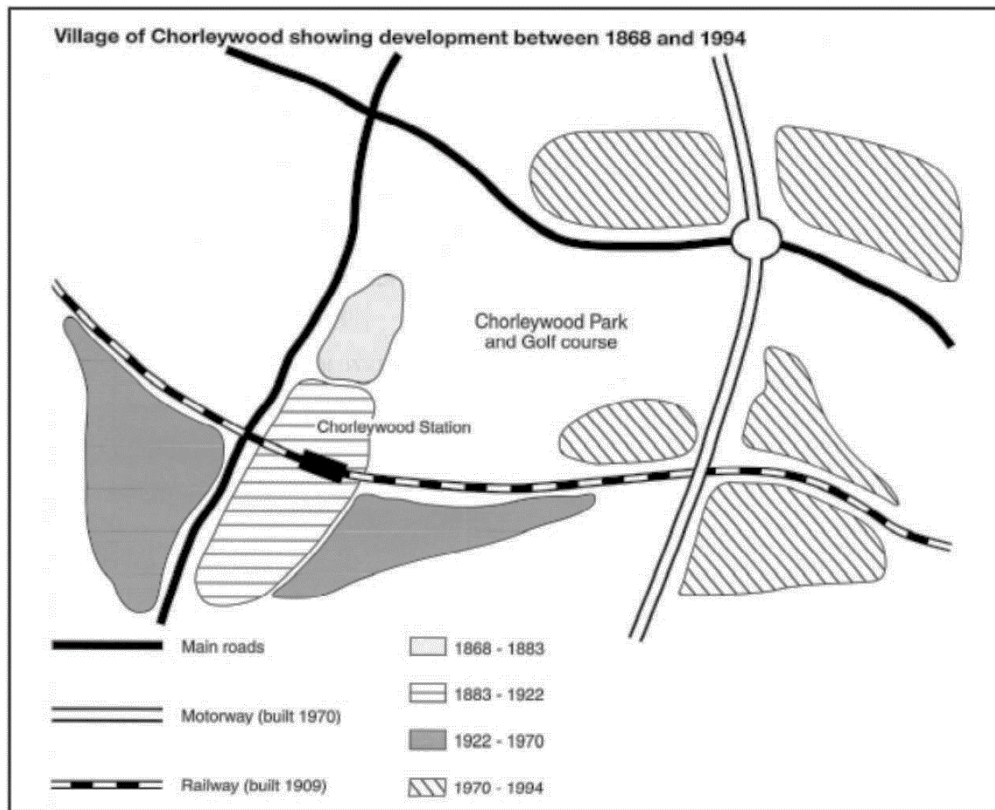 Village of Chorleywood showing development between 1868 and 1994
Chorleywood Park
and Golf course
Chorleywood Station
Main roads
Motorway (built 1970)
Railway (built 1909)
1868 - 1883
1883 - 1922
1922 - 1970
1970 - 1994